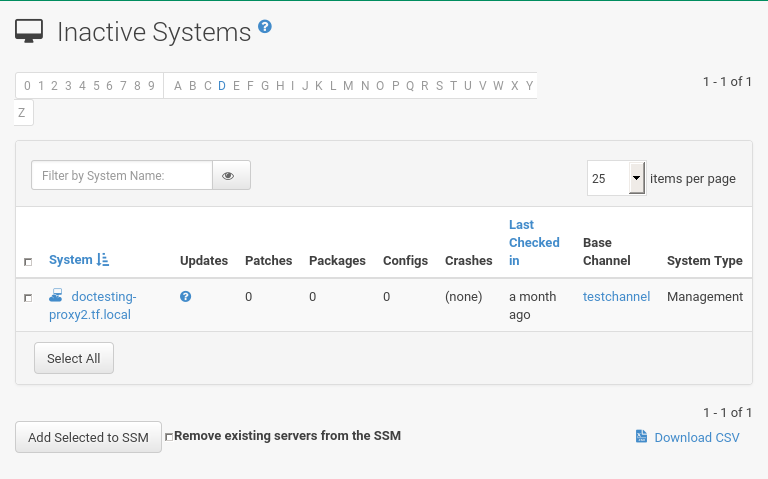 Inactive Systems
0 1 2 3 4 5 6 7 8 9 A B C D E F G H I J K L M N O P Q R S T U V W X Y
Z
1 - 1 of 1
Filter by System Name:
25 items per page
System Updates Patches Packages Configs Crashes Last Checked in Base Channel System Type
doctesting-proxy2.tf.local 0 0 0 (none) a month ago testchannel Management
Select All
1 - 1 of 1
Add Selected to SSM Remove existing servers from the SSM Download CSV